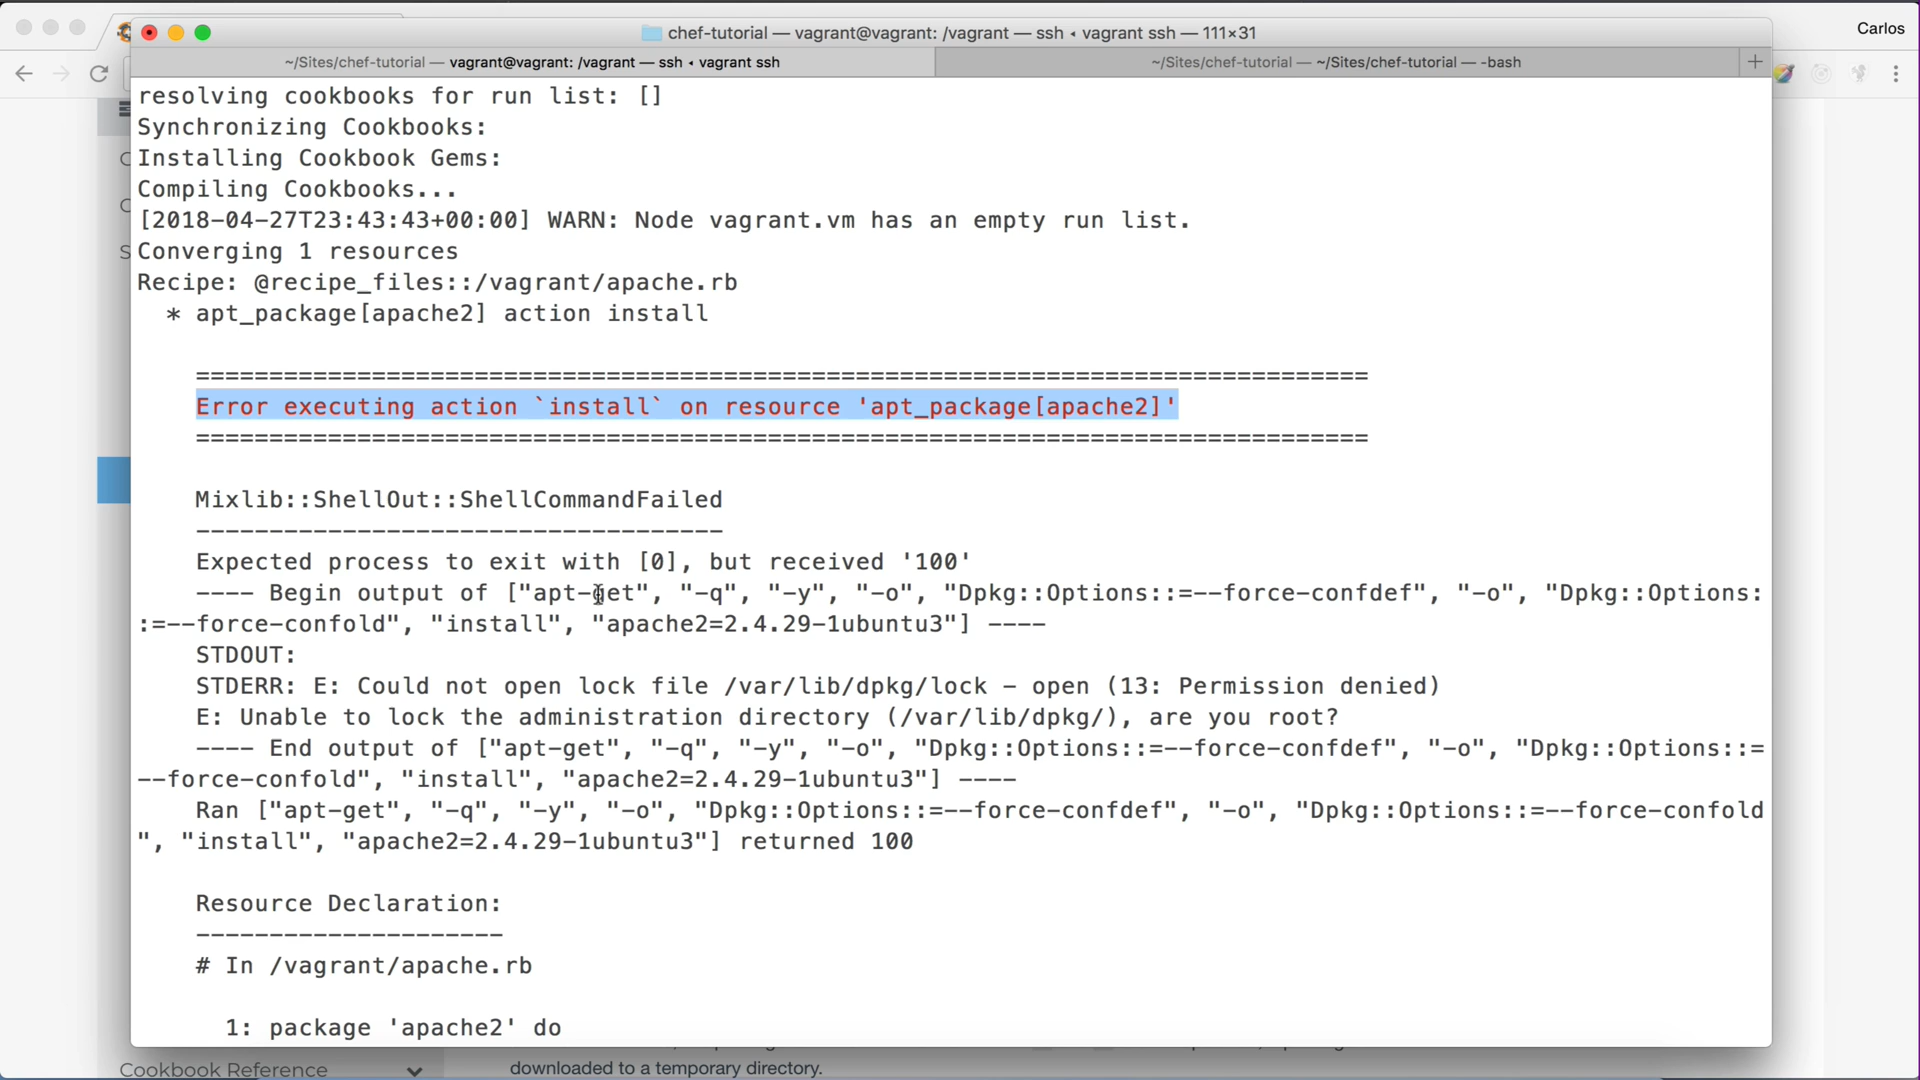 Carlos
chef-tutorial — vagrant@vagrant: /vagrant — ssh ◂ vagrant ssh — 111×31
~/Sites/chef-tutorial — vagrant@vagrant: /vagrant — ssh ◂ vagrant ssh
~/Sites/chef-tutorial — ~/Sites/chef-tutorial — -bash
resolving cookbooks for run list: []
Synchronizing Cookbooks:
Installing Cookbook Gems:
Compiling Cookbooks...
[2018-04-27T23:43:43+00:00] WARN: Node vagrant.vm has an empty run list.
Converging 1 resources
Recipe: @recipe_files::/vagrant/apache.rb
* apt_package[apache2] action install
================================================================================
Error executing action `install` on resource 'apt_package[apache2]'
================================================================================
Mixlib::ShellOut::ShellCommandFailed
------------------------------------
Expected process to exit with [0], but received '100'
---- Begin output of ["apt-get", "-q", "-y", "-o", "Dpkg::Options::=--force-confdef", "-o", "Dpkg::Options:
:=--force-confold", "install", "apache2=2.4.29-1ubuntu3"] ----
STDOUT:
STDERR: E: Could not open lock file /var/lib/dpkg/lock - open (13: Permission denied)
E: Unable to lock the administration directory (/var/lib/dpkg/), are you root?
---- End output of ["apt-get", "-q", "-y", "-o", "Dpkg::Options::=--force-confdef", "-o", "Dpkg::Options::=
--force-confold", "install", "apache2=2.4.29-1ubuntu3"] ----
Ran ["apt-get", "-q", "-y", "-o", "Dpkg::Options::=--force-confdef", "-o", "Dpkg::Options::=--force-confold
", "install", "apache2=2.4.29-1ubuntu3"] returned 100
Resource Declaration:
---------------------
# In /vagrant/apache.rb
1: package 'apache2' do
Cookbook Reference
downloaded to a temporary directory.